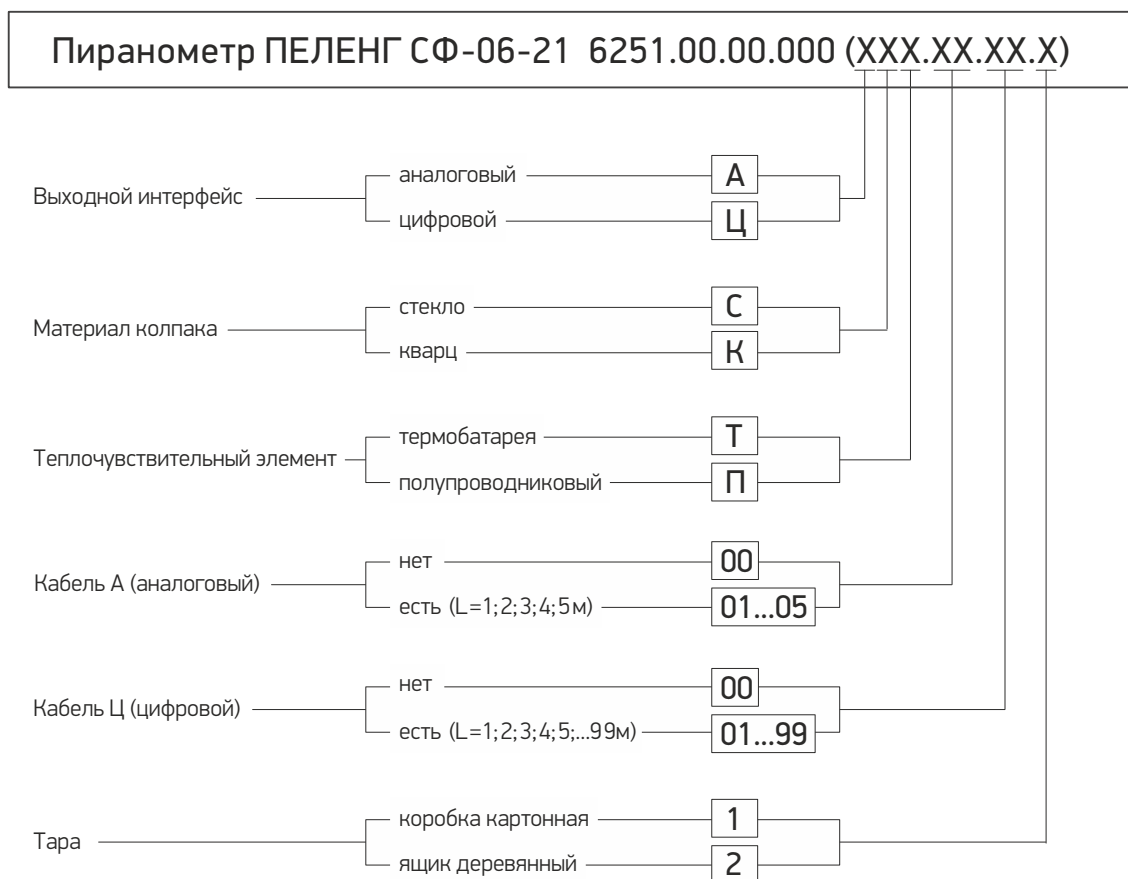 Пиранометр ПЕЛЕНГ СФ-06-21 6251.00.00.000 (XXX.XX.XX.X)
Выходной интерфейс
аналоговый
А
цифровой
Ц
Материал колпака
стекло
С
кварц
К
Теплочувствительный элемент
термобатарея
Т
полупроводниковый
П
Кабель А (аналоговый)
нет
00
есть (L=1;2;3;4;5м)
01...05
Кабель Ц (цифровой)
нет
00
есть (L=1;2;3;4;5;...99м)
01...99
Тара
коробка картонная
1
ящик деревянный
2